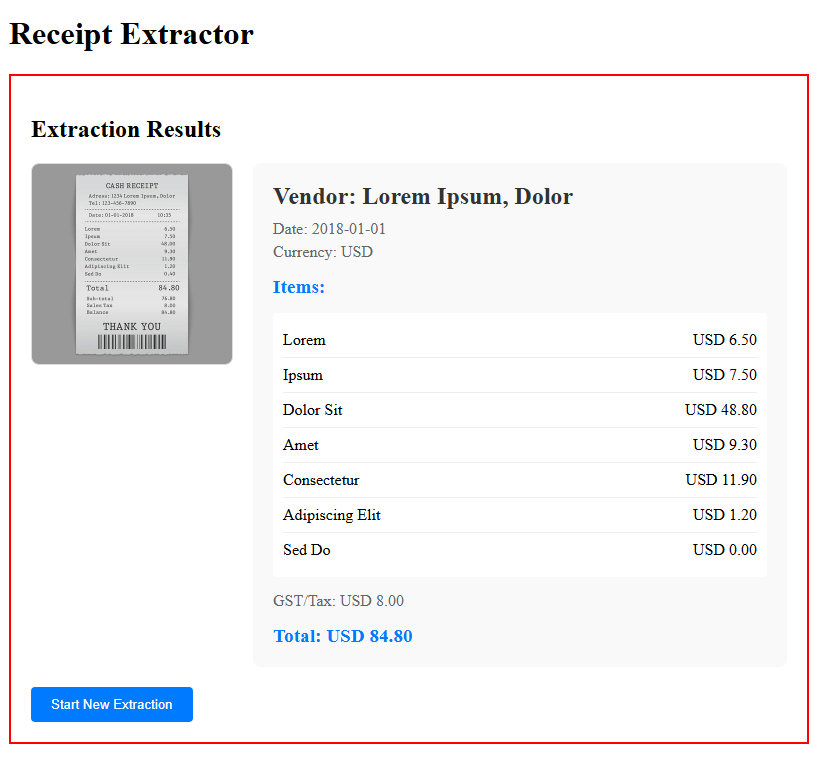 Receipt Extractor
Extraction Results
CASH RECEIPT
Adress: 1234 Lorem Ipsum, Dolor
Tel: 123-456-7890
Date: 01-01-2018 10:35
Lorem 6.50
Ipsum 7.50
Dolor Sit 48.00
Amet 9.30
Consectetur 11.90
Adipiscing Elit 1.20
Sed Do 0.40
Total 84.80
Sub-total 76.80
Sales Tax 8.00
Balance 84.80
THANK YOU
Vendor: Lorem Ipsum, Dolor
Date: 2018-01-01
Currency: USD
Items:
Lorem USD 6.50
Ipsum USD 7.50
Dolor Sit USD 48.80
Amet USD 9.30
Consectetur USD 11.90
Adipiscing Elit USD 1.20
Sed Do USD 0.00
GST/Tax: USD 8.00
Total: USD 84.80
Start New Extraction